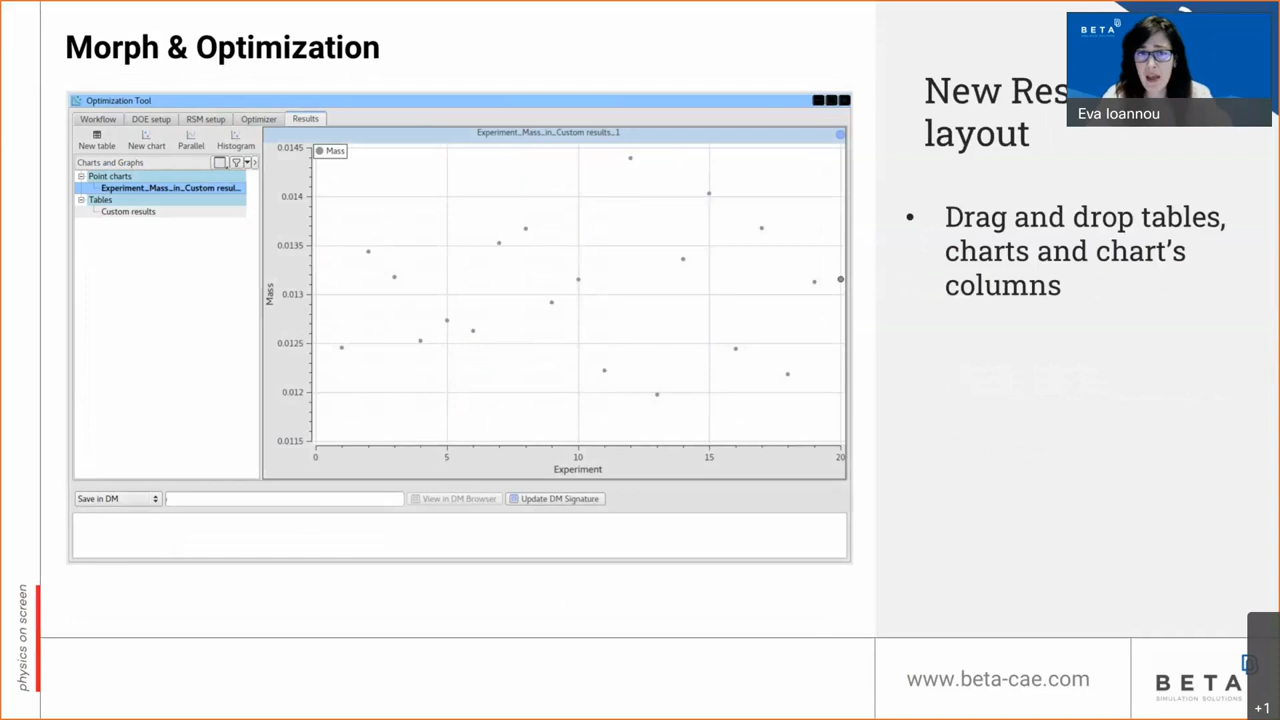 Morph & Optimization
Optimization Tool
Workflow DOE setup RSM setup Optimizer Results
New table New chart Parallel Histogram
Charts and Graphs
Point charts
Experiment_Mass_in_Custom resul...
Tables
Custom results
Experiment_Mass_in_Custom results_1
Mass
0.0145
0.014
0.0135
0.013
0.0125
0.012
0.0115
Mass
0 5 10 15 20
Experiment
Save in DM View in DM Browser Update DM Signature
BETA
Eva Ioannou
New Res
layout
• Drag and drop tables,
charts and chart’s
columns
physics on screen
www.beta-cae.com
BETA
SIMULATION SOLUTIONS
+1